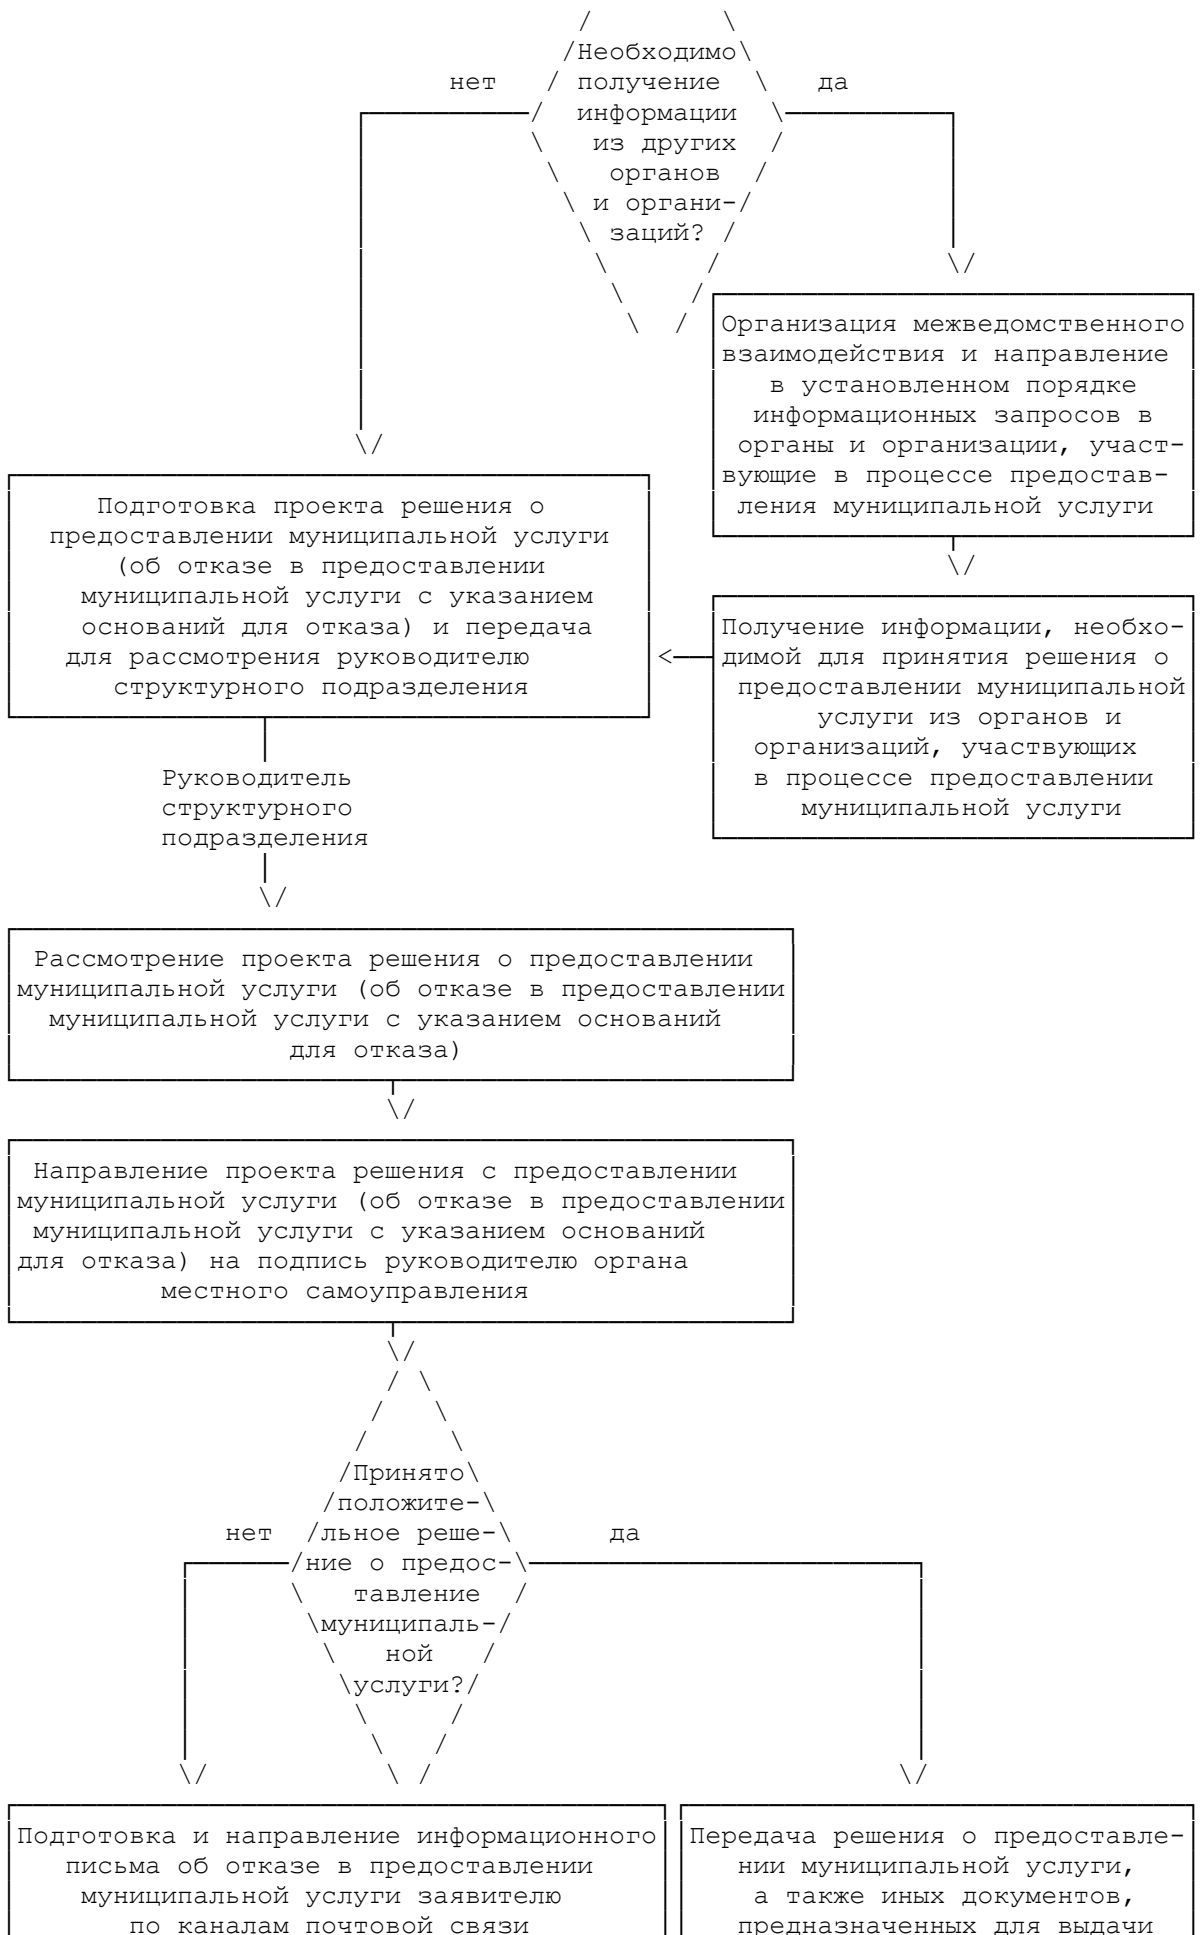 Необходимо
нет получение да
информации
из других
органов
и органи-
заций?
Организация межведомственного
взаимодействия и направление
в установленном порядке
информационных запросов в
органы и организации, участ-
вующие в процессе предостав-
ления муниципальной услуги
Подготовка проекта решения о
предоставлении муниципальной услуги
(об отказе в предоставлении
муниципальной услуги с указанием
оснований для отказа) и передача
для рассмотрения руководителю
структурного подразделения
Получение информации, необхо-
димой для принятия решения о
предоставлении муниципальной
услуги из органов и
организаций, участвующих
в процессе предоставлении
муниципальной услуги
Руководитель
структурного
подразделения
Рассмотрение проекта решения о предоставлении
муниципальной услуги (об отказе в предоставлении
муниципальной услуги с указанием оснований
для отказа)
Направление проекта решения с предоставлении
муниципальной услуги (об отказе в предоставлении
муниципальной услуги с указанием оснований
для отказа) на подпись руководителю органа
местного самоуправления
Принято
положите-
нет льное реше- да
ние о предос-
тавление
муниципаль-
ной
услуги?
Подготовка и направление информационного
письма об отказе в предоставлении
муниципальной услуги заявителю
по каналам почтовой связи
Передача решения о предоставле-
нии муниципальной услуги,
а также иных документов,
предназначенных для выдачи